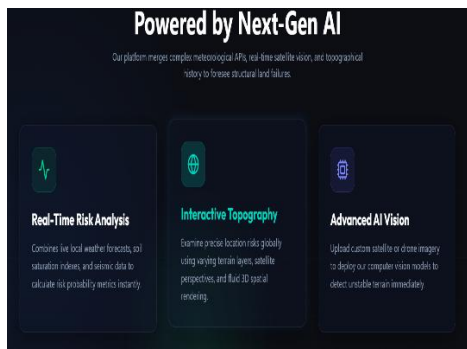 Powered by Next-Gen AI
Our platform merges complex meteorological APIs, real-time satellite vision, and topographical
history to foresee structural land failures.
Real-Time Risk Analysis
Combines live local weather forecasts, soil
saturation indexes, and seismic data to
calculate risk probability metrics instantly.
Interactive Topography
Examine precise location risks globally
using varying terrain layers, satellite
perspectives, and fluid 3D spatial
rendering.
Advanced AI Vision
Upload custom satellite or drone imagery
to deploy our computer vision models to
detect unstable terrain immediately.